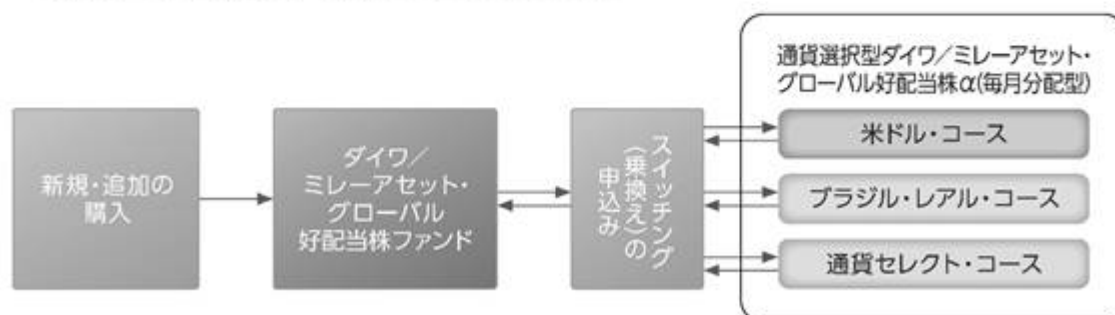 通貨選択型ダイワ/ミレーアセット・
グローバル好配当株α(毎月分配型)
新規・追加の
購入
ダイワ/
ミレーアセット・
グローバル
好配当株ファンド
スイッチング
(乗換え)の
申込み
米ドル・コース
ブラジル・レアル・コース
通貨セレクト・コース